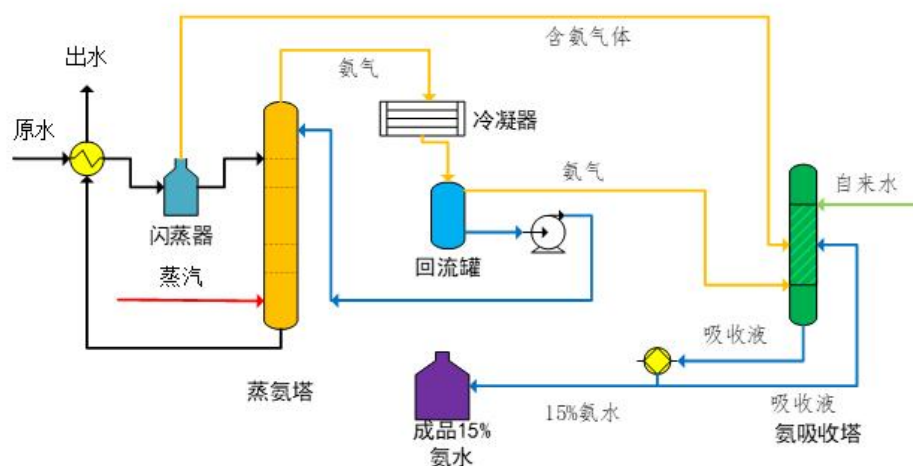 含氨气体
出水
氨气
原水
冷凝器
氨气
自来水
闪蒸器
回流罐
蒸汽
吸收液
蒸氨塔
15%氨水
吸收液
成品15%
氨水
氨吸收塔